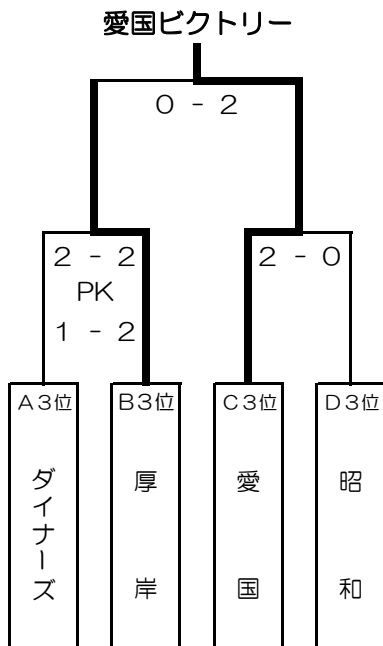 愛国ビクトリー
０－２
２－２
PK
１－２
２－０
A３位
B３位
C３位
D３位
ダイナーズ
厚岸
愛国
昭和